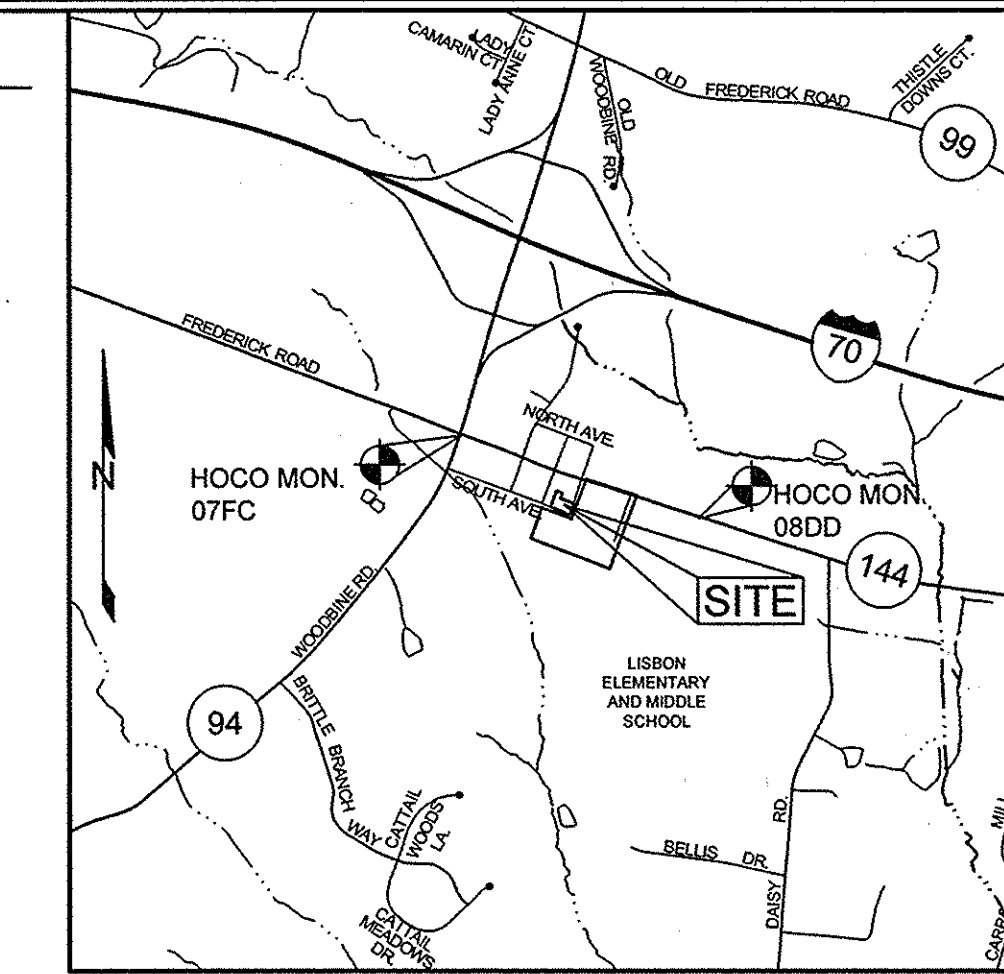 LADY
CAMARIN CT.
LADY ANNE CT.
OLD
WOODBINE RD.
OLD FREDERICK ROAD
THISTLE
DOWNS CT.
99
70
FREDERICK ROAD
NORTH AVE.
N
HOCO MON.
07FC
SOUTH AVE.
HOCO MON.
08DD
144
SITE
WOODBINE RD.
LISBON
ELEMENTARY
AND MIDDLE
SCHOOL
94
BRITTLE BRANCH WAY
CATTAIL
WOODS
LA.
BELLIS DR.
DAISY RD.
CATTAIL
MEADOWS
DR.